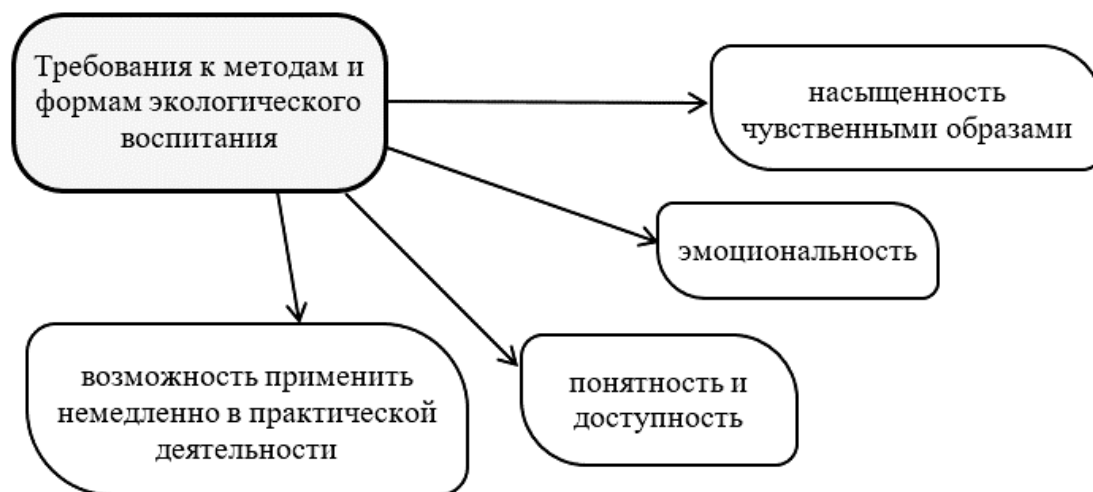 Требования к методам и
формам экологического
воспитания
насыщенность
чувственными образами
эмоциональность
понятность и
доступность
возможность применить
немедленно в практической
деятельности